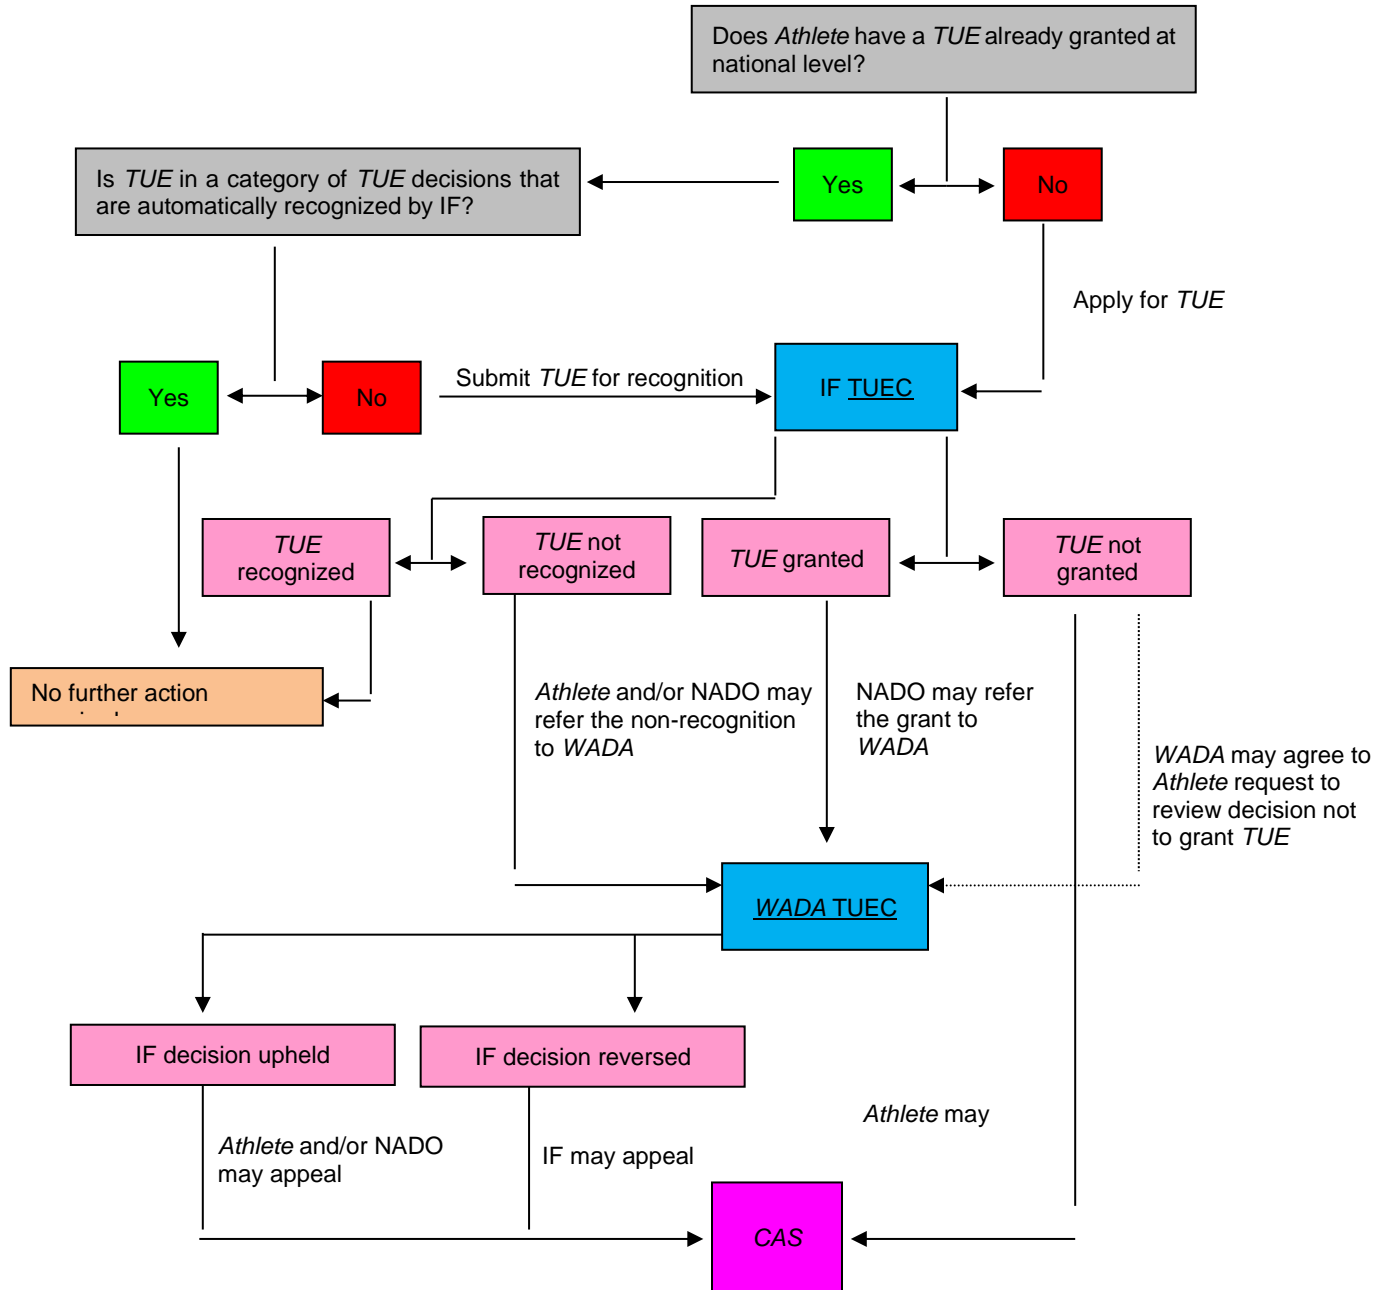 Does Athlete have a TUE already granted at
national level?
Is TUE in a category of TUE decisions that
are automatically recognized by IF?
Yes
No
Apply for TUE
Yes
No
Submit TUE for recognition
IF TUEC
TUE
recognized
TUE not
recognized
TUE granted
TUE not
granted
No further action
Athlete and/or NADO may
refer the non-recognition
to WADA
NADO may refer
the grant to
WADA
WADA may agree to
Athlete request to
review decision not
to grant TUE
WADA TUEC
IF decision upheld
IF decision reversed
Athlete and/or NADO
may appeal
IF may appeal
Athlete may
CAS